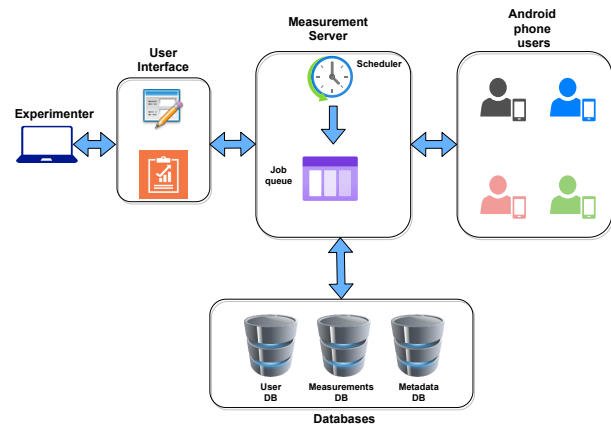 Measurement
Server
Android
phone
users
User
Interface
Scheduler
Experimenter
Job
queue
User
DB
Measurements
DB
Metadata
DB
Databases